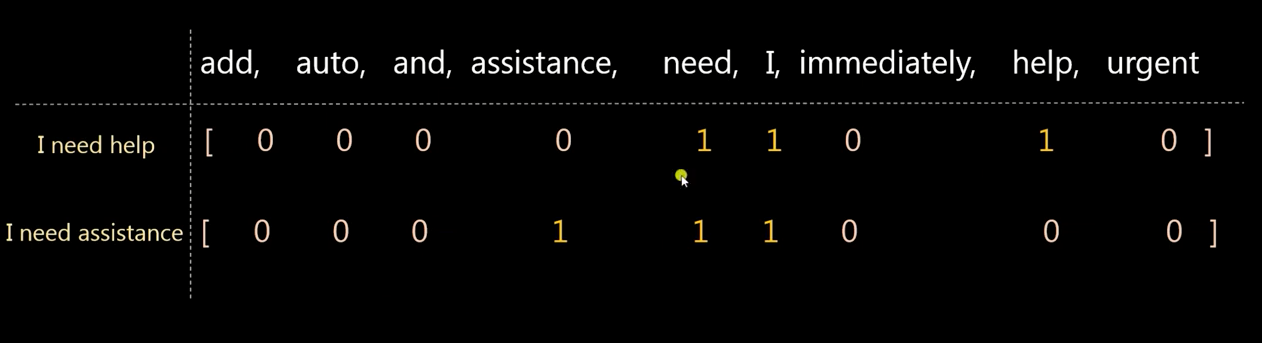 add, auto, and, assistance, need, I, immediately, help, urgent
I need help [ 0 0 0 0 1 1 0 1 0 ]
I need assistance [ 0 0 0 1 1 1 0 0 0 ]